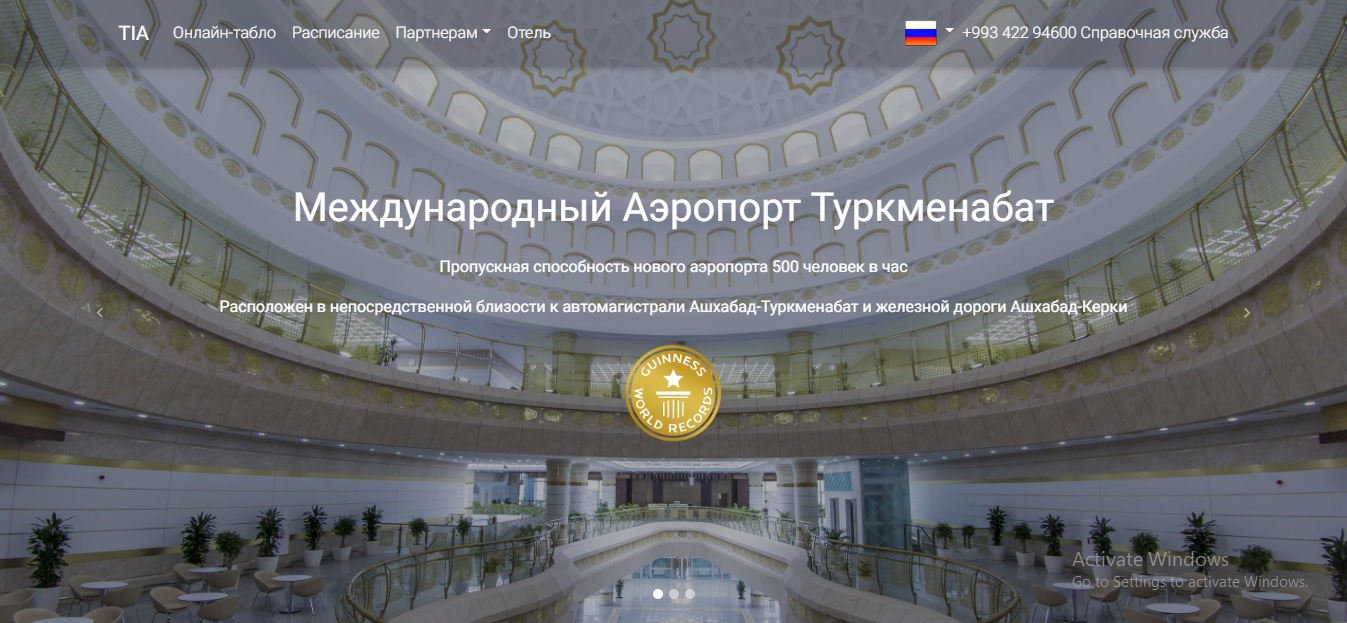 TIA Онлайн-табло Расписание Партнерам Отель +993 422 94600 Справочная служба
Международный Аэропорт Туркменабат
Пропускная способность нового аэропорта 500 человек в час
Расположен в непосредственной близости к автомагистрали Ашхабад-Туркменабат и железной дороги Ашхабад-Керки
GUINNESS
WORLD RECORDS
Activate Windows
Go to Settings to activate Windows.